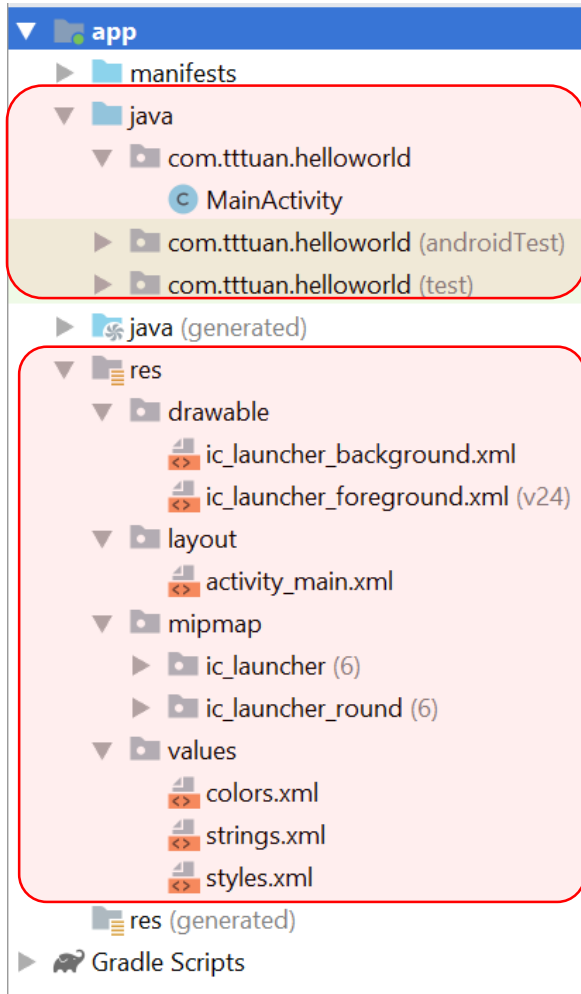 app
manifests
java
com.tttuan.helloworld
C MainActivity
com.tttuan.helloworld (androidTest)
com.tttuan.helloworld (test)
java (generated)
res
drawable
ic_launcher_background.xml
ic_launcher_foreground.xml (v24)
layout
activity_main.xml
mipmap
ic_launcher (6)
ic_launcher_round (6)
values
colors.xml
strings.xml
styles.xml
res (generated)
Gradle Scripts